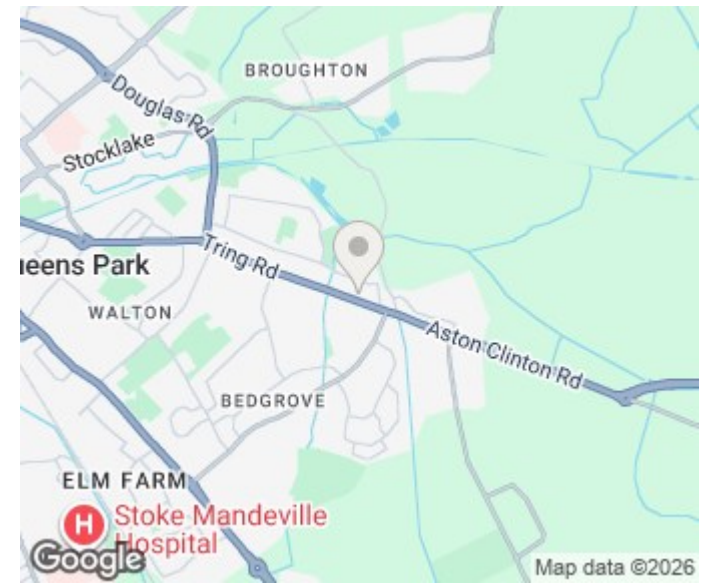 BROUGHTON
Douglas Rd
Stocklake
Tring Rd
ueens Park
WALTON
Aston Clinton Rd
BEDGROVE
ELM FARM
H
Stoke Mandeville
Hospital
Google
Map data ©2026